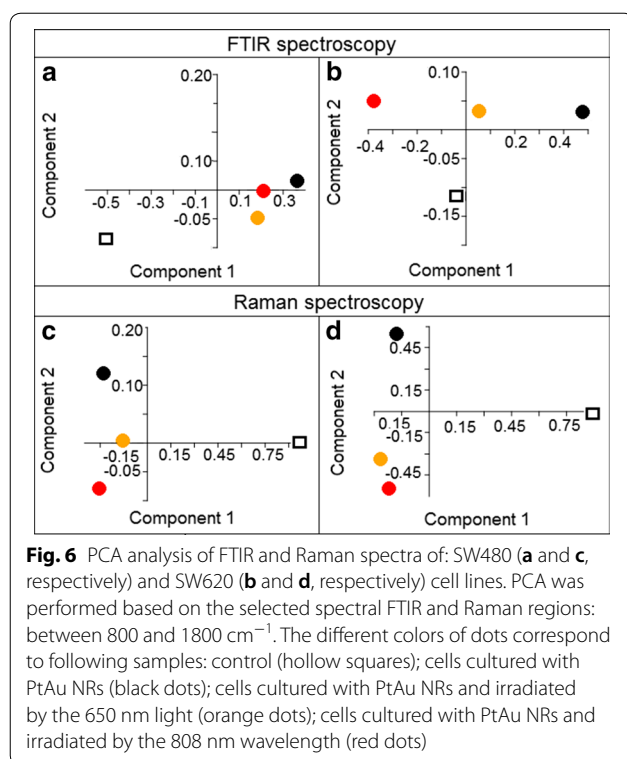 FTIR spectroscopy
a
b
0.20
0.10
-0.05
-0.5 -0.3 -0.1 0.1 0.3
Component 2
Component 1
0.10
-0.05
-0.15
-0.4 -0.2 0.2 0.4
Component 2
Component 1
Raman spectroscopy
c
d
0.20
0.10
-0.05
-0.15 0.15 0.45 0.75
Component 2
Component 1
0.45
0.15
-0.15
-0.45
0.15 0.15 0.45 0.75
Component 2
Component 1
Fig. 6 PCA analysis of FTIR and Raman spectra of: SW480 (a and c,
respectively) and SW620 (b and d, respectively) cell lines. PCA was
performed based on the selected spectral FTIR and Raman regions:
between 800 and 1800 cm⁻¹. The different colors of dots correspond
to following samples: control (hollow squares); cells cultured with
PtAu NRs (black dots); cells cultured with PtAu NRs and irradiated
by the 650 nm light (orange dots); cells cultured with PtAu NRs and
irradiated by the 808 nm wavelength (red dots)